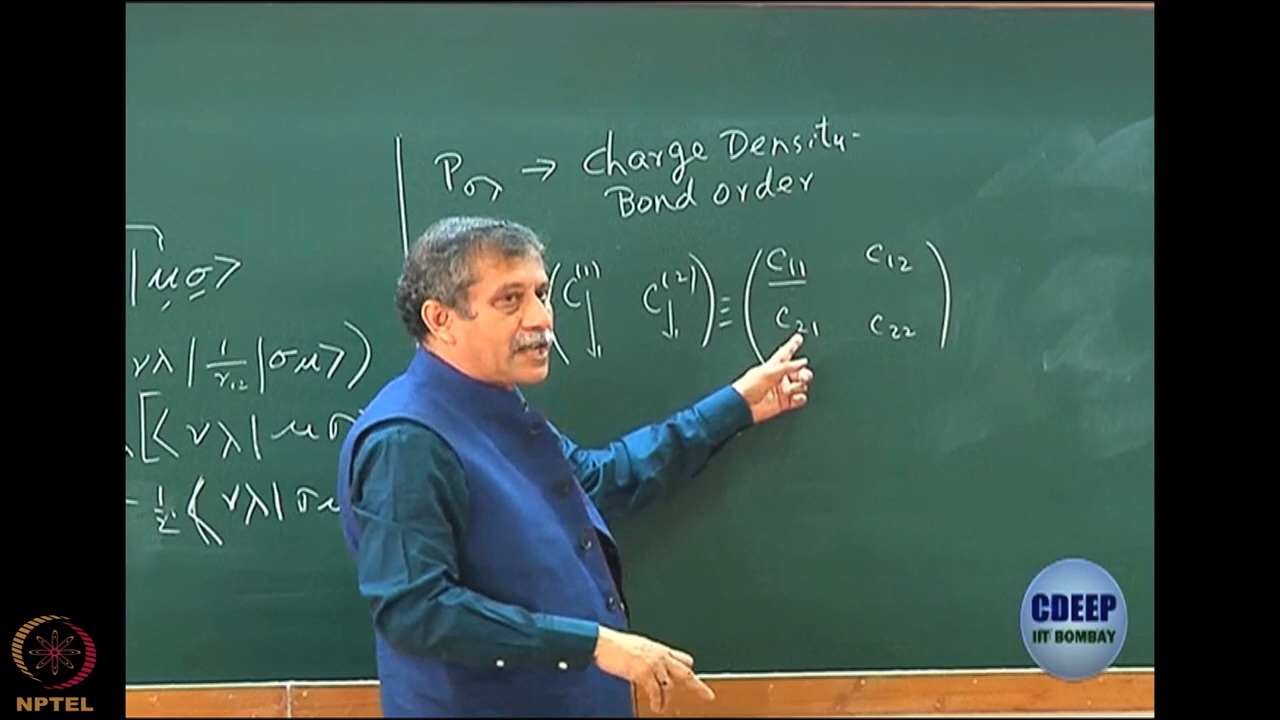 P_σλ → Charge Density-
Bond order
(C^(1) C^(2)) ≡ (C11 C12
C21 C22)
|μσ>
νλ| 1/r12 |σμ>)
[<νλ|μσ
- 1/2 <νλ|σμ
CDEEP
IIT BOMBAY
NPTEL